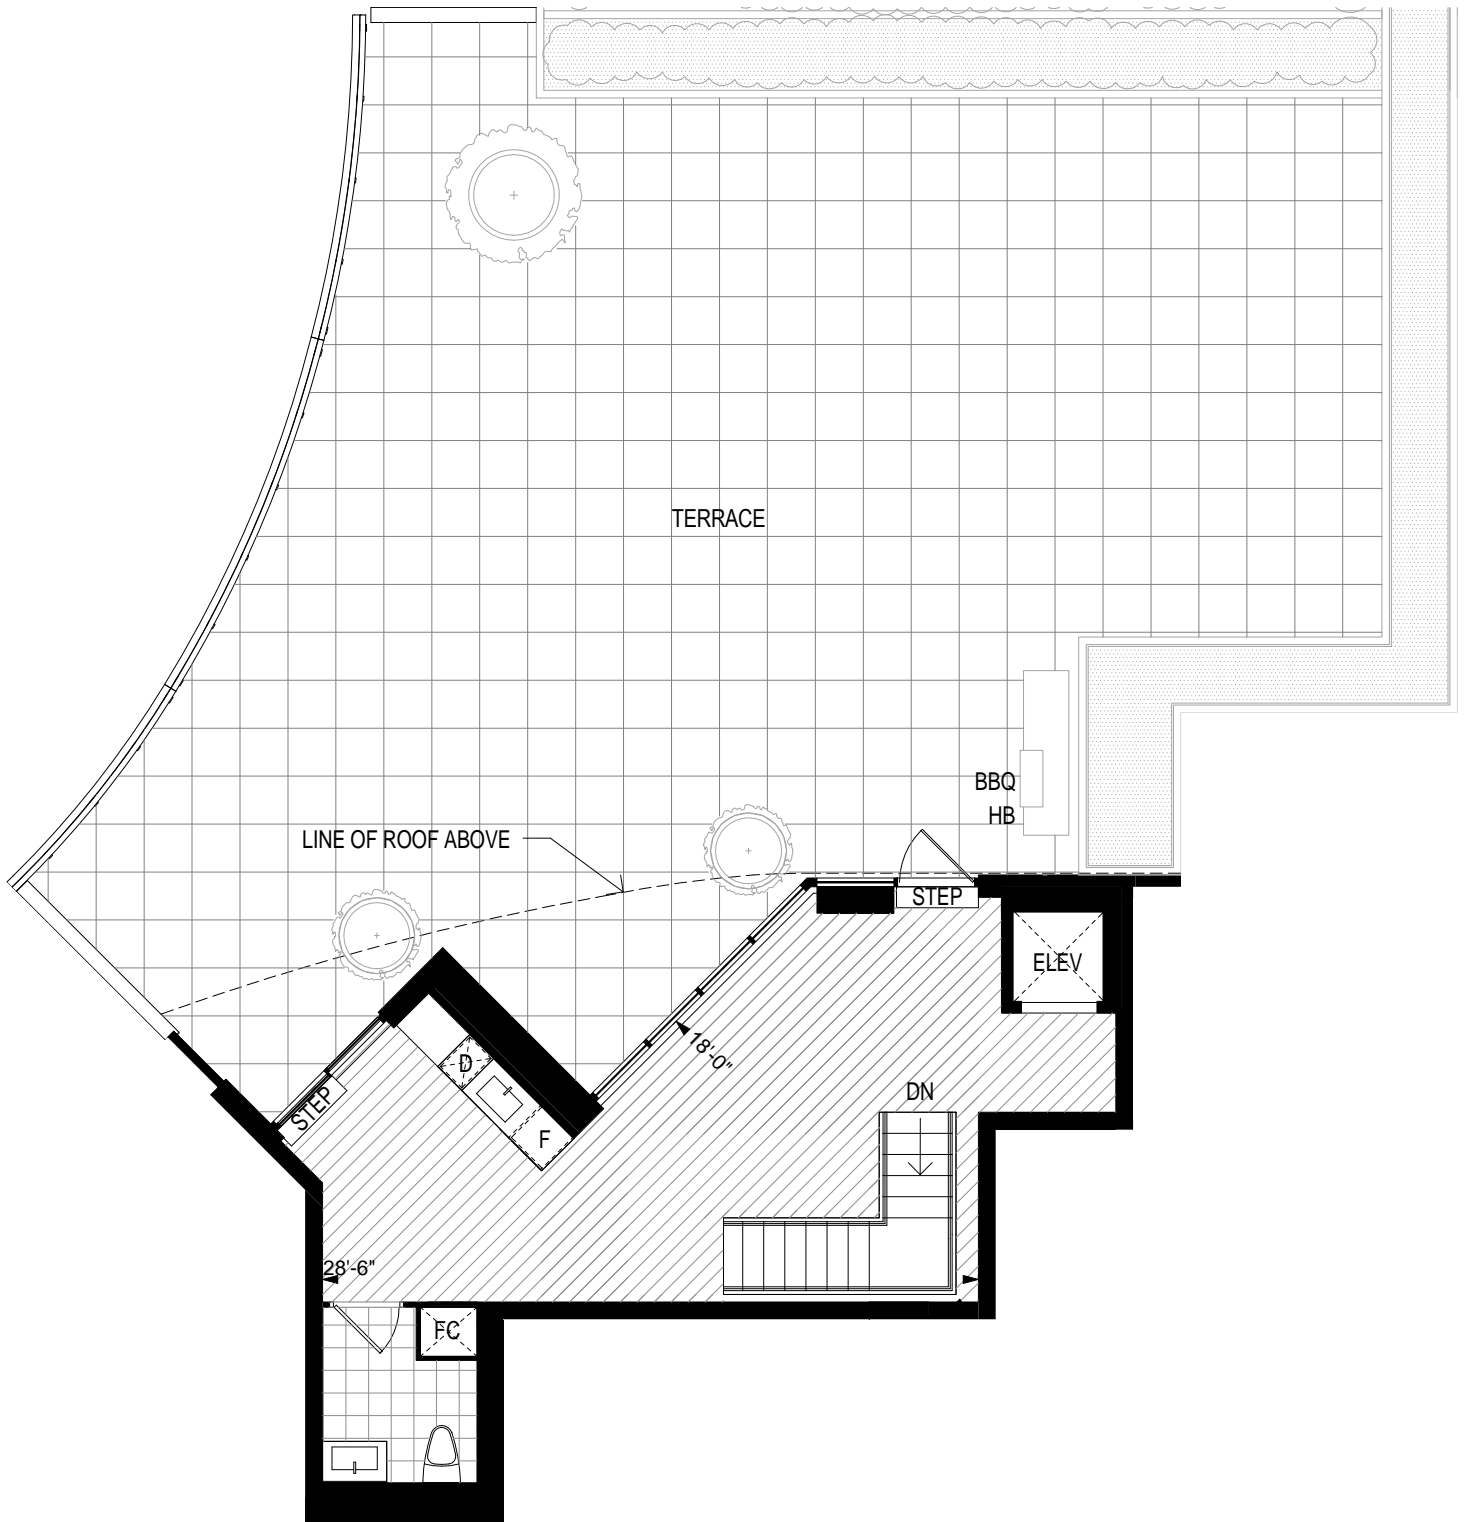 TERRACE
BBQ
HB
LINE OF ROOF ABOVE
STEP
ELEV
18'-0"
D
DN
STEP
F
28'-6"
FC